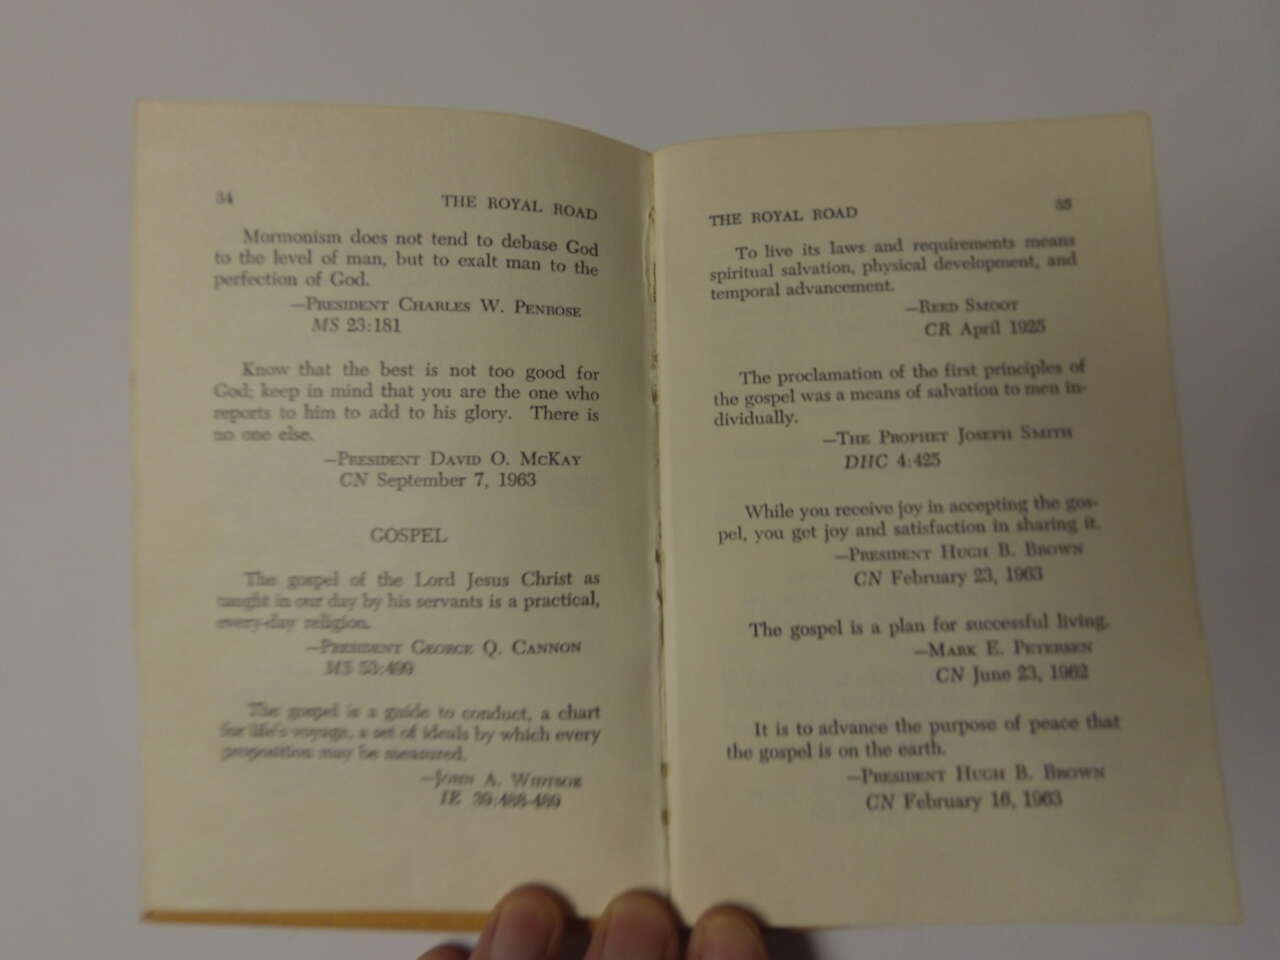 34
THE ROYAL ROAD
Mormonism does not tend to debase God
to the level of man, but to exalt man to the
perfection of God.
—PRESIDENT CHARLES W. PENROSE
MS 23:181
Know that the best is not too good for
God; keep in mind that you are the one who
reports to him to add to his glory. There is
no one else.
—PRESIDENT DAVID O. MCKAY
CN September 7, 1963
GOSPEL
The gospel of the Lord Jesus Christ as
taught in our day by his servants is a practical,
every-day religion.
—PRESIDENT GEORGE Q. CANNON
MS 53:499
The gospel is a guide to conduct, a chart
for life's voyage, a set of ideals by which every
proposition may be measured.
—JOHN A. WIDTSOE
IE 39:488-489
THE ROYAL ROAD
35
To live its laws and requirements means
spiritual salvation, physical development, and
temporal advancement.
—REED SMOOT
CR April 1925
The proclamation of the first principles of
the gospel was a means of salvation to men in-
dividually.
—THE PROPHET JOSEPH SMITH
DHC 4:425
While you receive joy in accepting the gos-
pel, you get joy and satisfaction in sharing it.
—PRESIDENT HUGH B. BROWN
CN February 23, 1963
The gospel is a plan for successful living.
—MARK E. PETERSEN
CN June 23, 1962
It is to advance the purpose of peace that
the gospel is on the earth.
—PRESIDENT HUGH B. BROWN
CN February 16, 1963